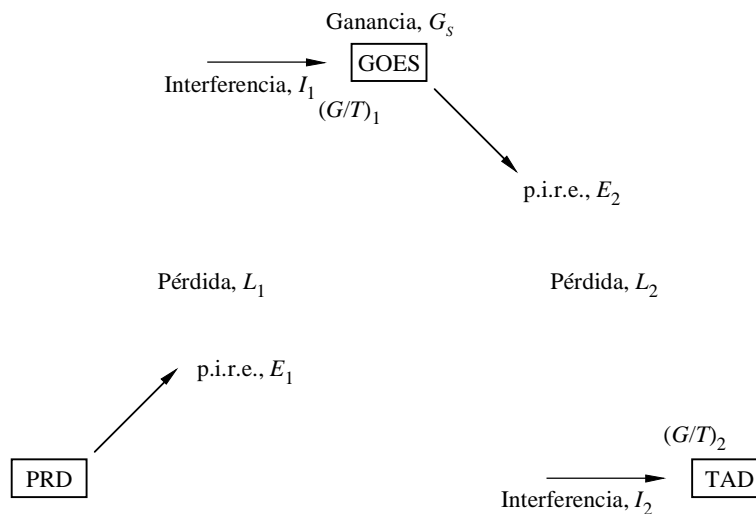 Ganancia, G_s
GOES
Interferencia, I_1
(G/T)_1
p.i.r.e., E_2
Pérdida, L_1
Pérdida, L_2
p.i.r.e., E_1
(G/T)_2
PRD
TAD
Interferencia, I_2